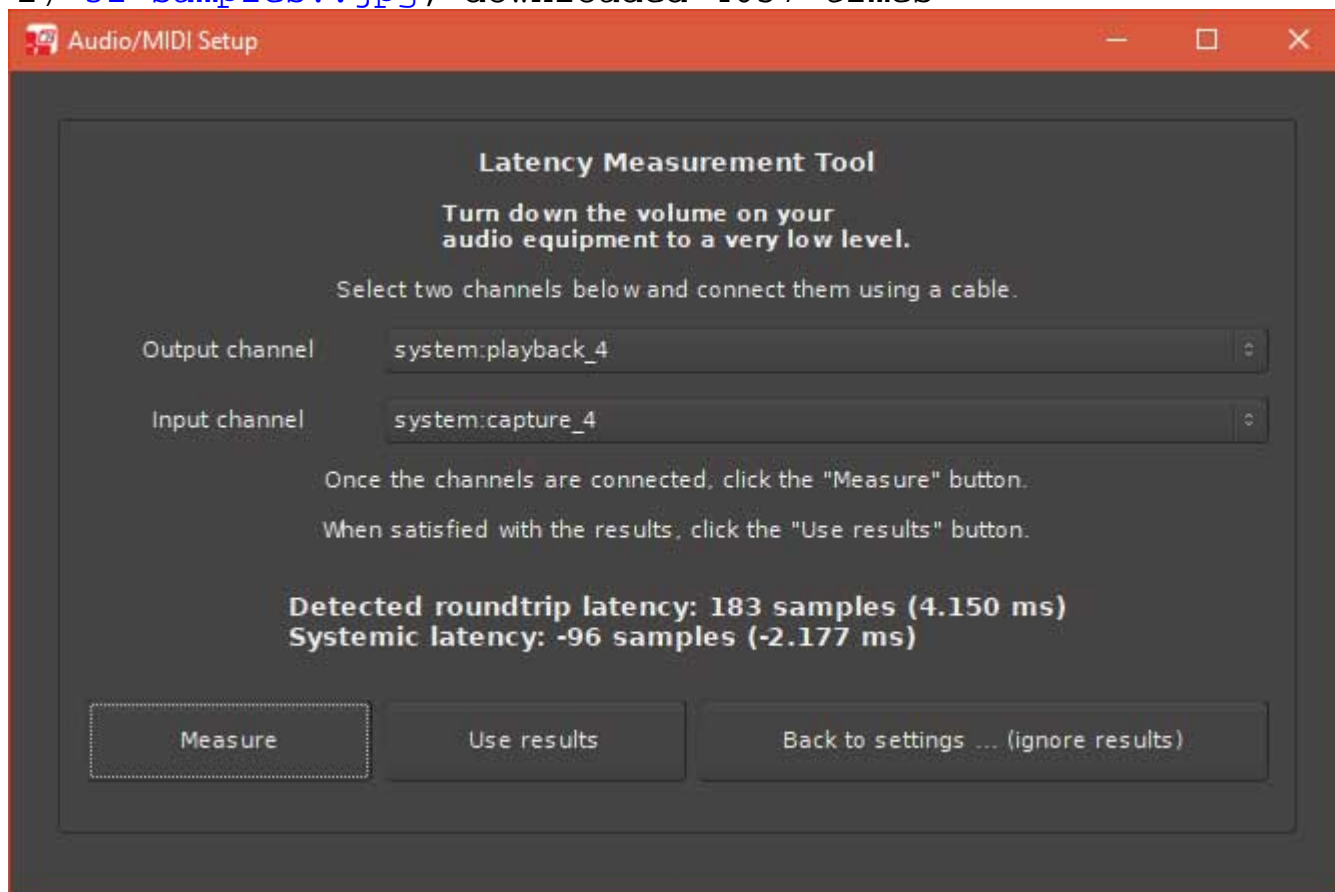 Audio/MIDI Setup
Latency Measurement Tool
Turn down the volume on your
audio equipment to a very low level.
Select two channels below and connect them using a cable.
Output channel system:playback_4
Input channel system:capture_4
Once the channels are connected, click the "Measure" button.
When satisfied with the results, click the "Use results" button.
Detected roundtrip latency: 183 samples (4.150 ms)
Systemic latency: -96 samples (-2.177 ms)
Measure Use results Back to settings ... (ignore results)